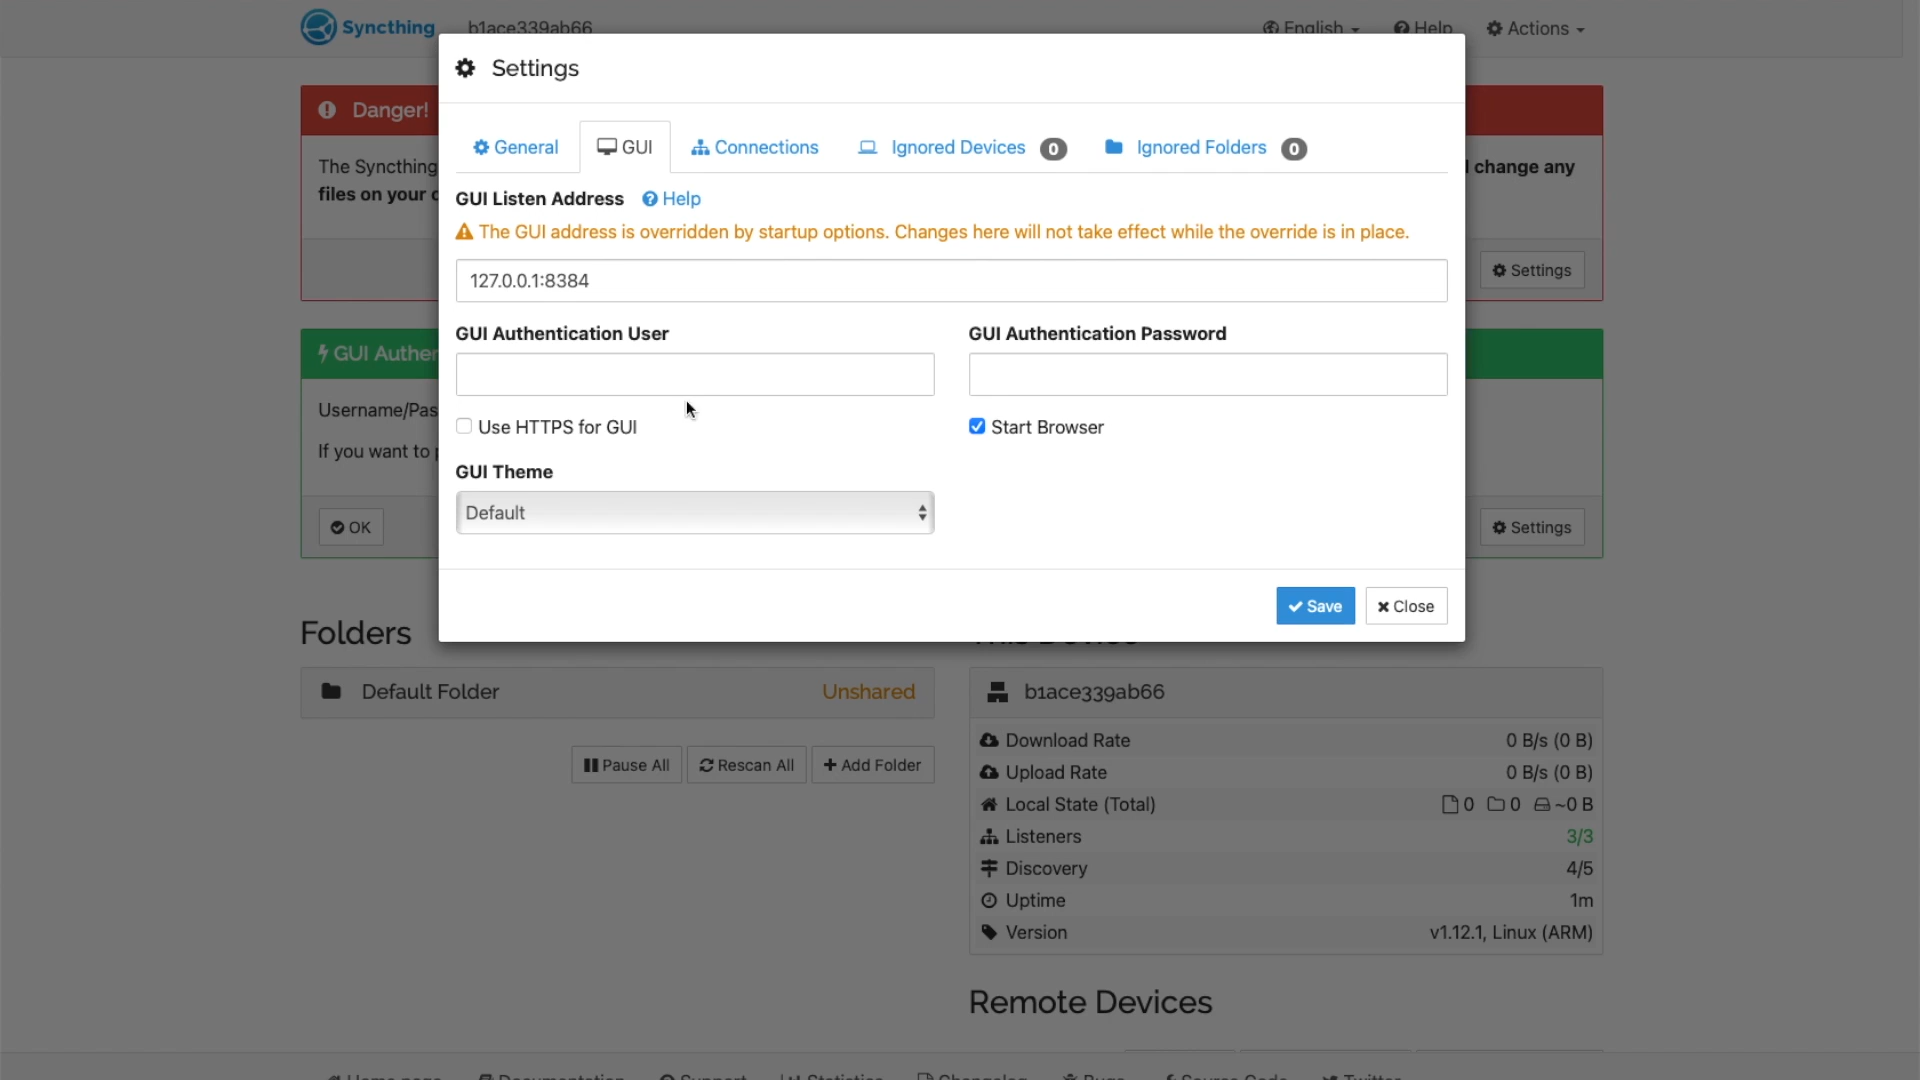 Syncthing
b1ace339ab66
English
Help
Actions
Settings
Danger!
General
GUI
Connections
Ignored Devices 0
Ignored Folders 0
The Syncthing
change any
files on your
GUI Listen Address
Help
The GUI address is overridden by startup options. Changes here will not take effect while the override is in place.
127.0.0.1:8384
Settings
GUI Authentication User
GUI Authentication Password
GUI Authen
Username/Pas
Use HTTPS for GUI
Start Browser
If you want to
GUI Theme
Default
OK
Settings
Save
Close
Folders
This Device
Default Folder
Unshared
b1ace339ab66
Pause All
Rescan All
Add Folder
Download Rate
0 B/s (0 B)
Upload Rate
0 B/s (0 B)
Local State (Total)
0 0 ~0 B
Listeners
3/3
Discovery
4/5
Uptime
1m
Version
v1.12.1, Linux (ARM)
Remote Devices
Home page
Documentation
Support
Statistics
Changelog
Bugs
Source Code
Twitter